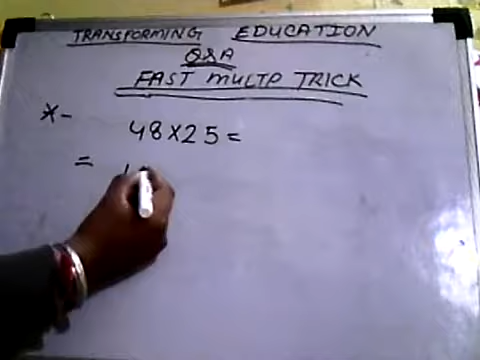 TRANSFORMING EDUCATION
Q&A
FAST MULTP TRICK
*- 48x25=
=